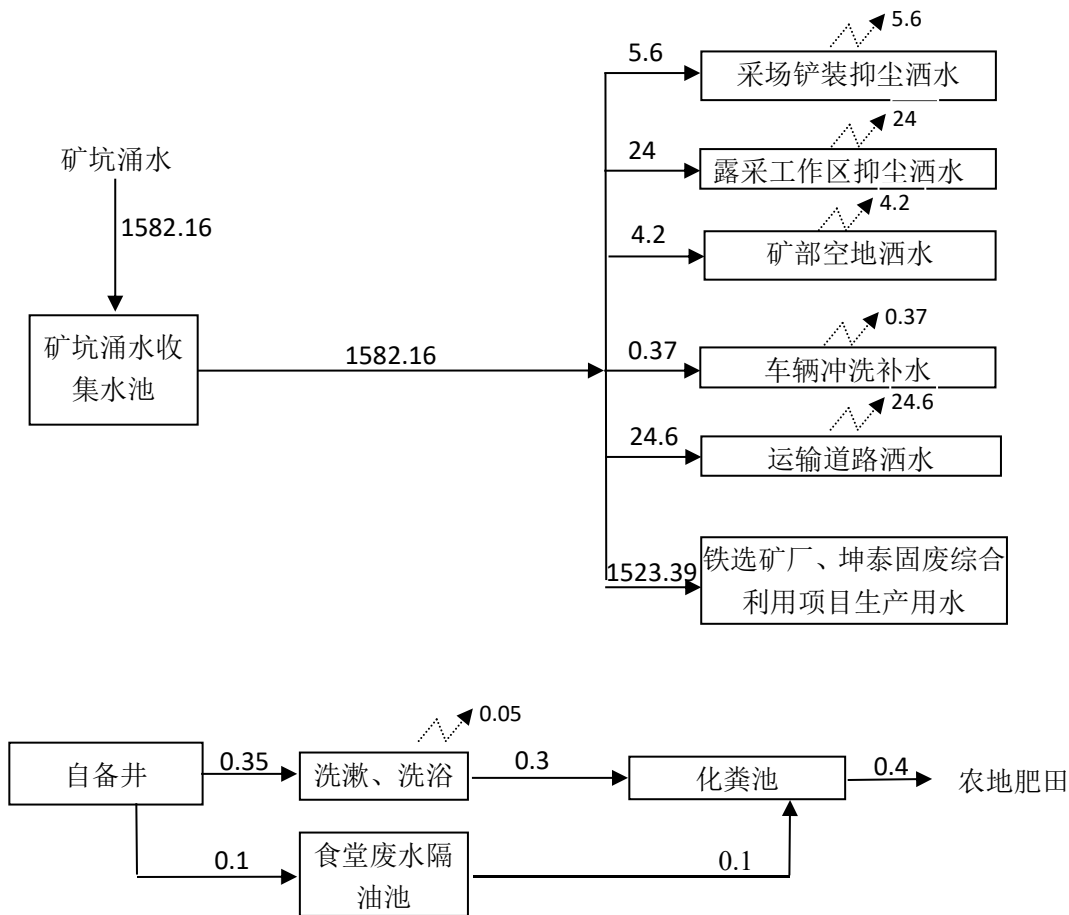 5.6
5.6
采场铲装抑尘洒水
24
矿坑涌水
24
露采工作区抑尘洒水
4.2
1582.16
4.2
矿部空地洒水
0.37
矿坑涌水收
集水池
1582.16
0.37
车辆冲洗补水
24.6
24.6
运输道路洒水
1523.39
铁选矿厂、坤泰固废综合
利用项目生产用水
0.05
自备井
0.35
洗漱、洗浴
0.3
化粪池
0.4
农地肥田
0.1
食堂废水隔
油池
0.1